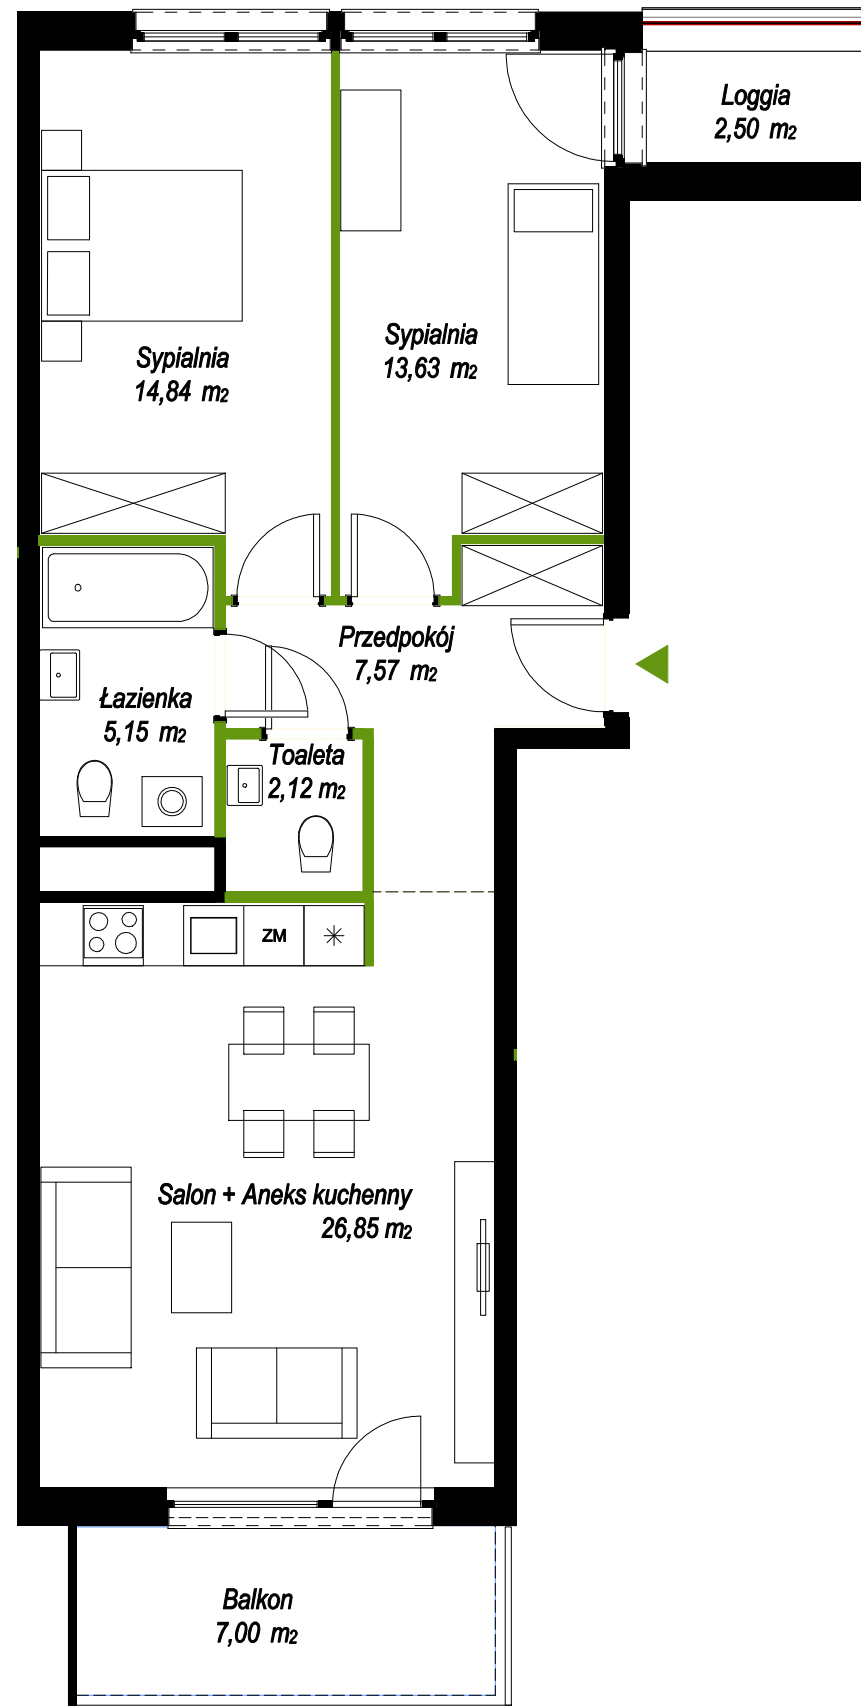 Loggia
2,50 m2
Sypialnia
13,63 m2
Sypialnia
14,84 m2
Przedpokój
7,57 m2
Łazienka
5,15 m2
Toaleta
2,12 m2
ZM
Salon + Aneks kuchenny
26,85 m2
Balkon
7,00 m2